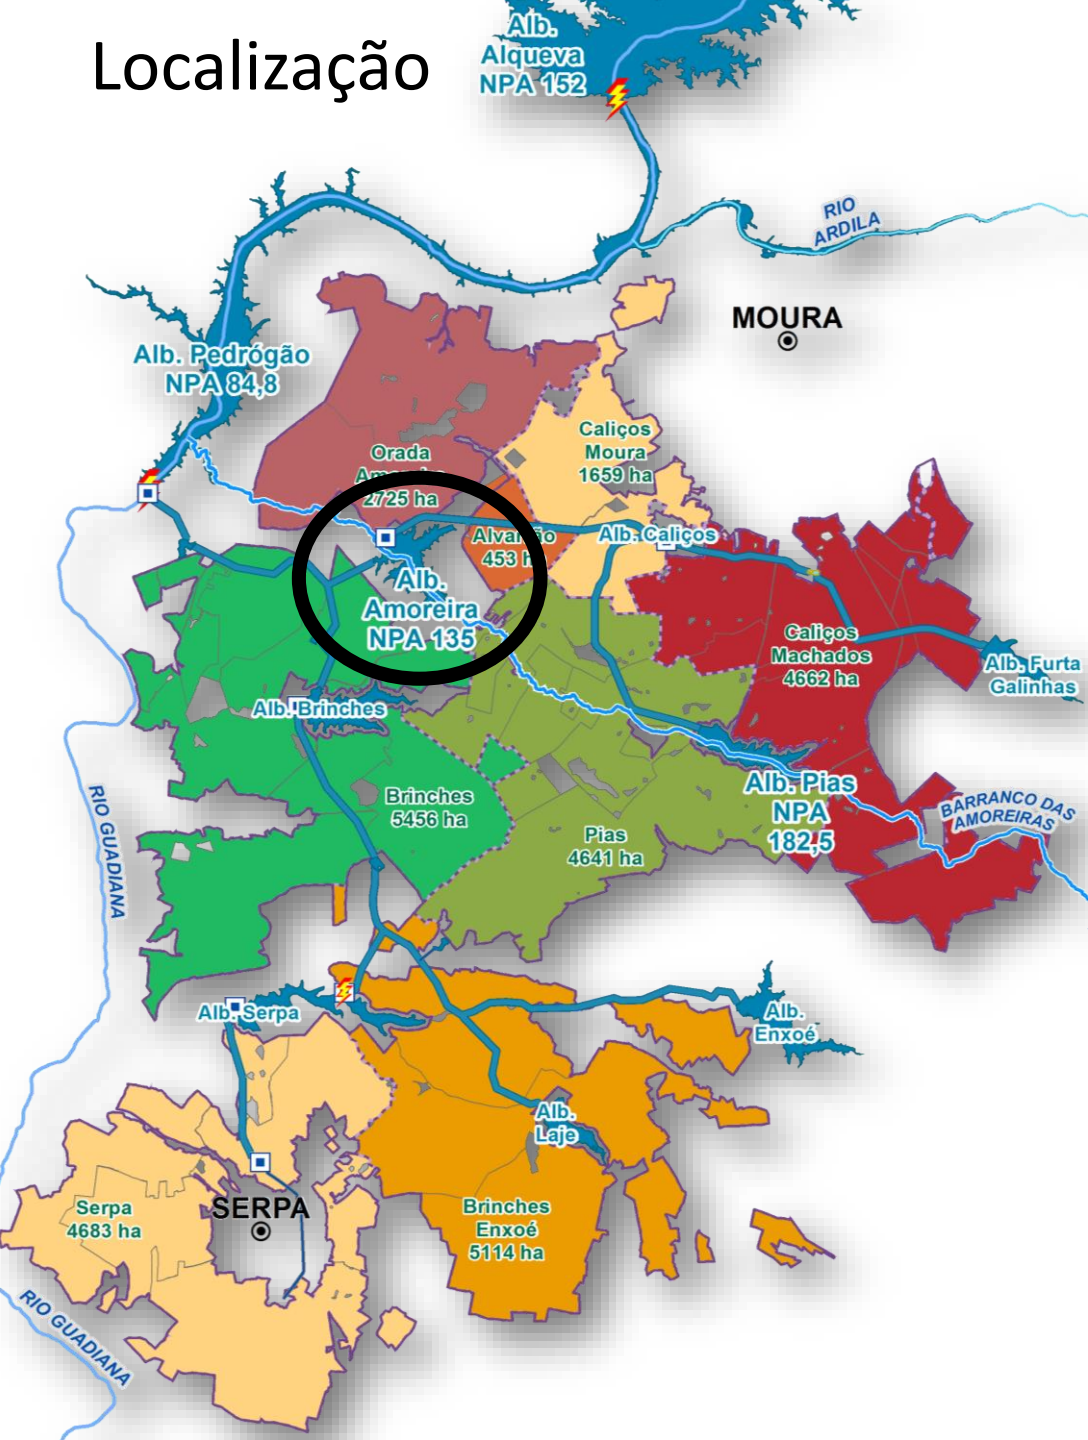 Localização
Alb.
Alqueva
NPA 152
RIO
ARDILA
MOURA
Alb. Pedrógão
NPA 84,8
Caliços
Moura
1659 ha
Orada
2725 ha
Alb. Caliços
453
Alb.
Amoreira
NPA 135
Caliços
Machados
4662 ha
Alb. Furta
Galinhas
Alb. Brinches
Alb. Pias
NPA
182,5
BARRANCO DAS
AMOREIRAS
Brinches
5456 ha
Pias
4641 ha
RIO GUADIANA
Alb. Serpa
Alb.
Enxoé
Alb.
Laje
SERPA
Serpa
4683 ha
Brinches
Enxoé
5114 ha
RIO GUADIANA